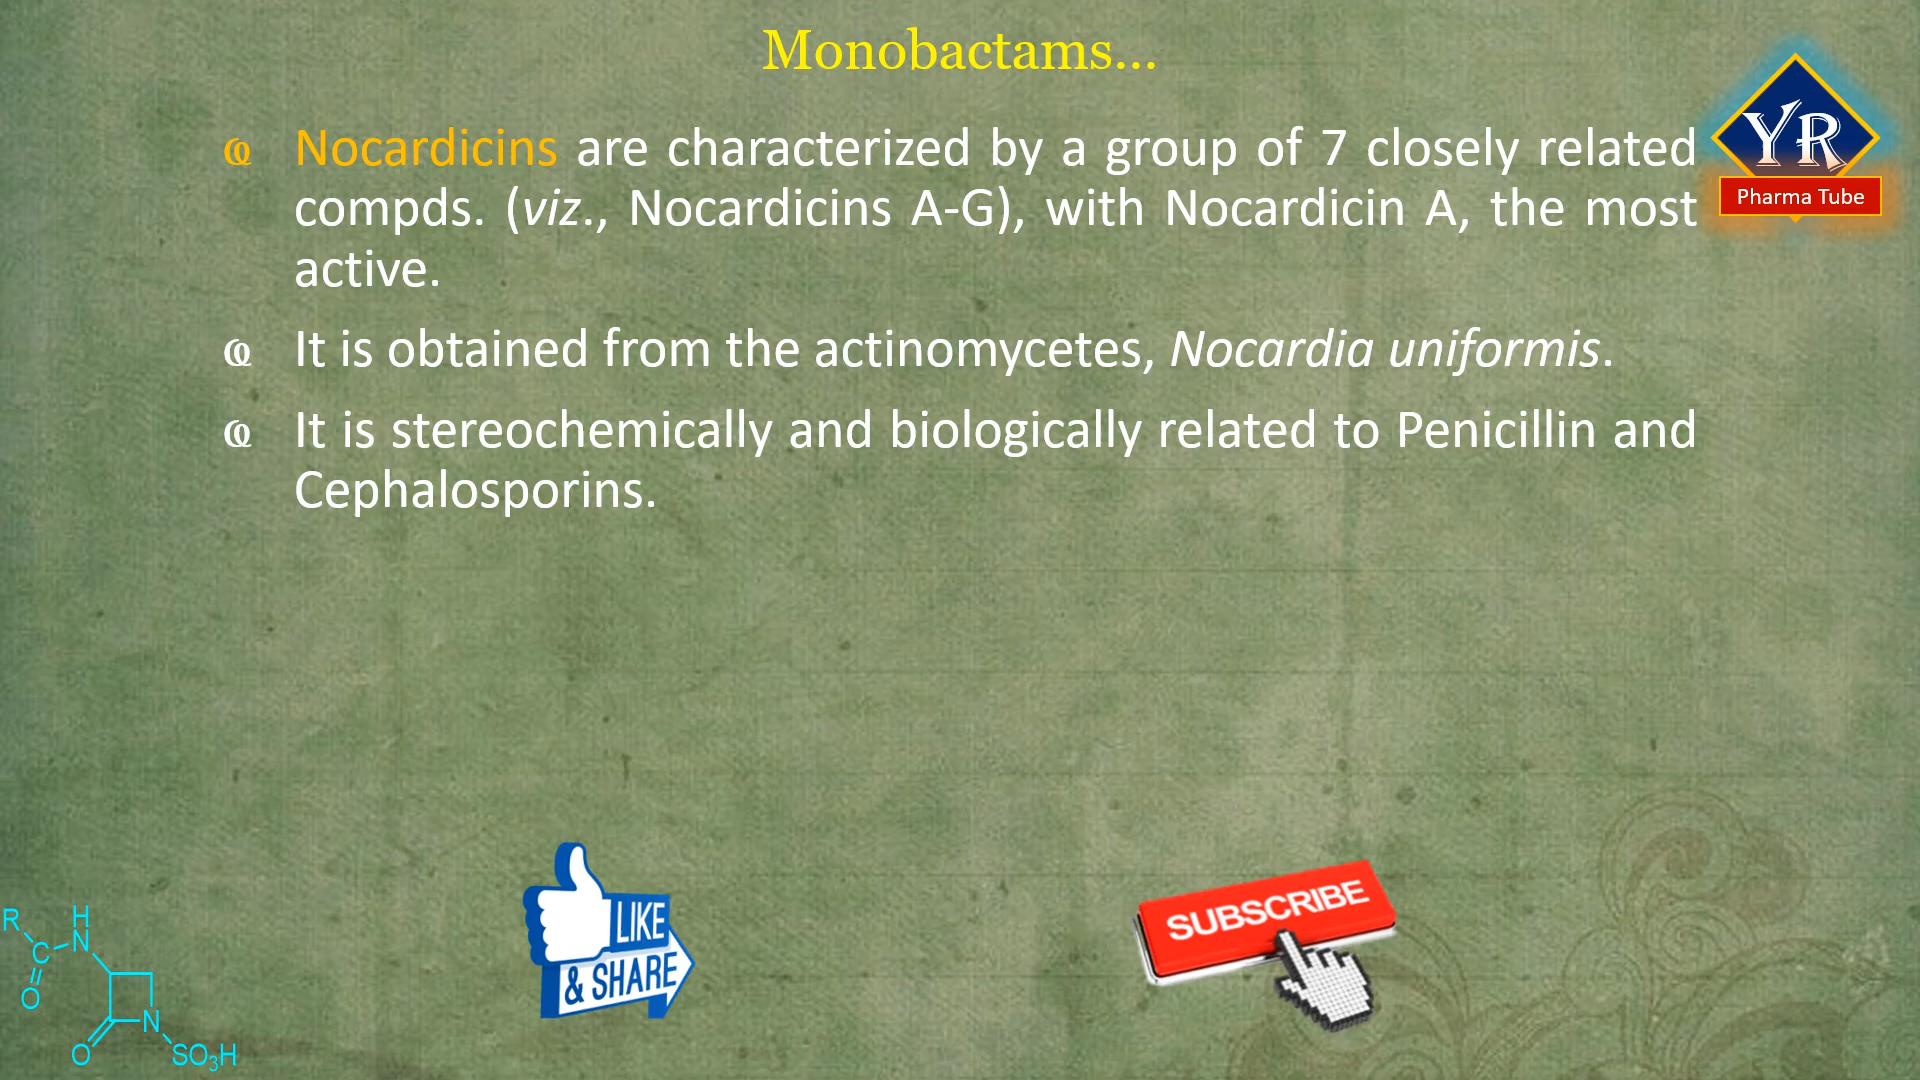 Monobactams...
YR
Pharma Tube
Nocardicins are characterized by a group of 7 closely related
compds. (viz., Nocardicins A-G), with Nocardicin A, the most
active.
It is obtained from the actinomycetes, Nocardia uniformis.
It is stereochemically and biologically related to Penicillin and
Cephalosporins.
LIKE
& SHARE
SUBSCRIBE
R
H
N
C
O
N
O
SO₃H